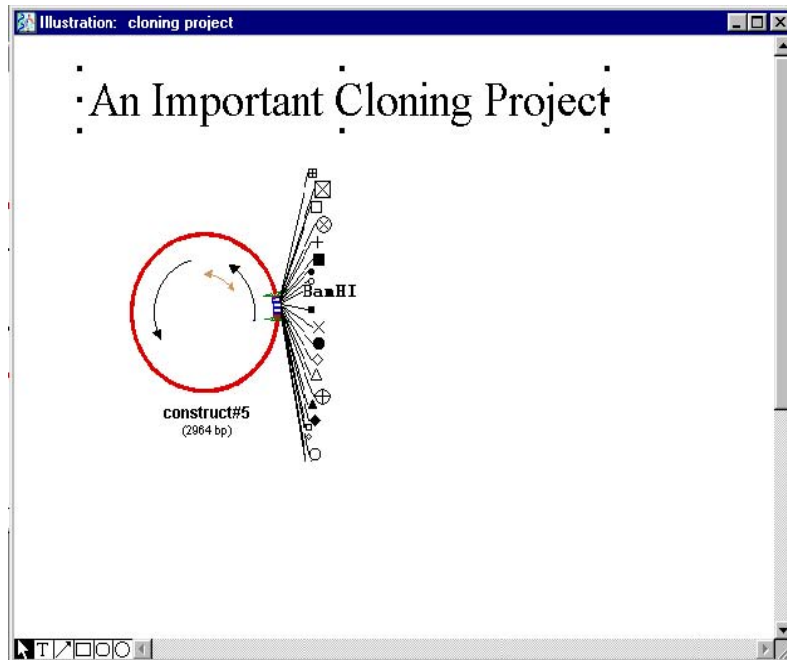 Illustration: cloning project
An Important Cloning Project
BamHI
construct#5
(2964 bp)
T